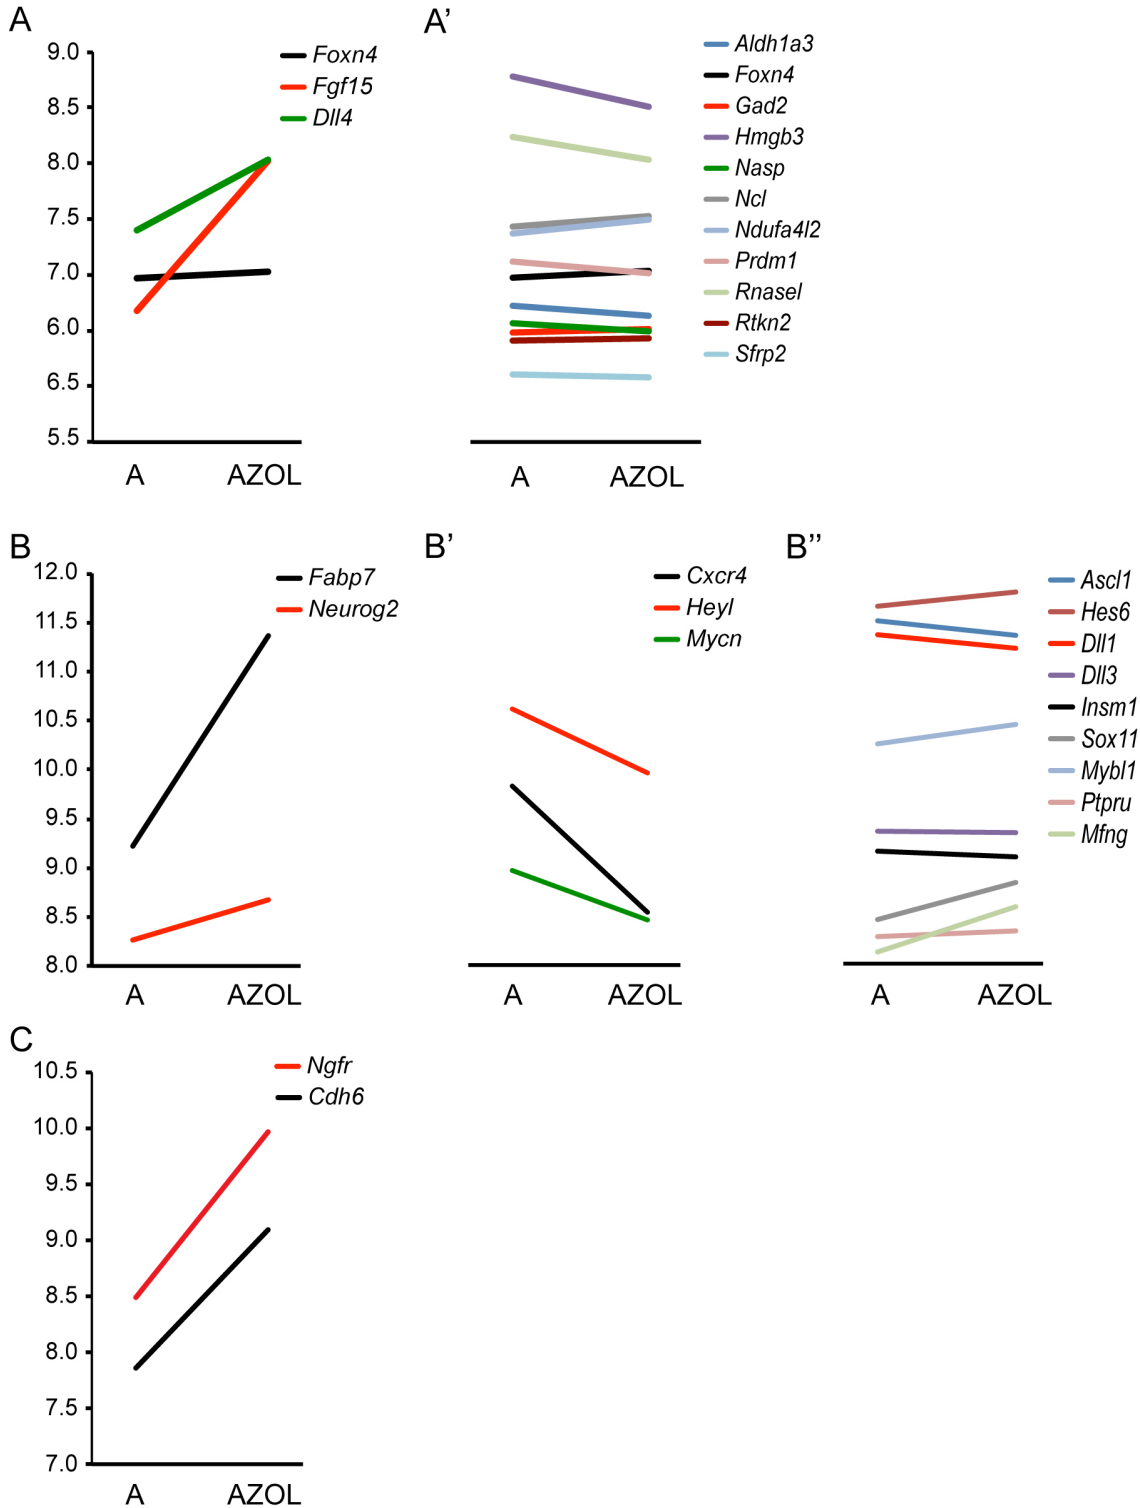 A
9.0
8.5
8.0
7.5
7.0
6.0
6.5
5.5
A
AZOL
Foxn4
Fgf15
Dll4
A’
A
AZOL
Aldh1a3
Foxn4
Gad2
Hmgb3
Nasp
Ncl
Ndufa4l2
Prdm1
Rnasel
Rtkn2
Sfrp2
B
12.0
11.5
11.0
10.5
10.0
9.5
9.0
8.5
8.0
A
AZOL
Fabp7
Neurog2
B’
A
AZOL
Cxcr4
Heyl
Mycn
B’’
A
AZOL
Ascl1
Hes6
Dll1
Dll3
Insm1
Sox11
Mybl1
Ptpru
Mfng
C
10.5
10.0
9.5
9.0
8.5
8.0
7.5
7.0
A
AZOL
Ngfr
Cdh6